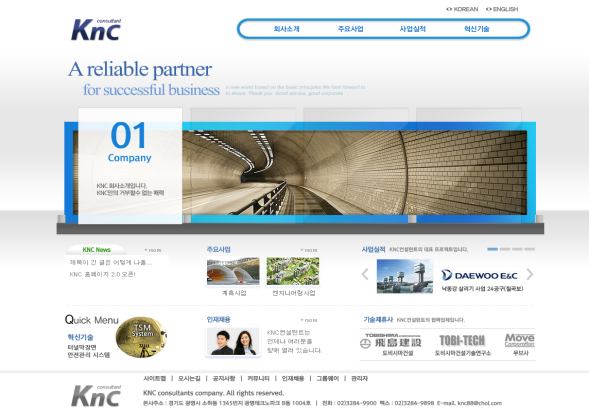 <> KOREAN <> ENGLISH
consultant
KnC
회사소개 주요사업 사업실적 혁신기술
A reliable partner
for successful business
01
Company
KNC 회사소개입니다.
KNC만의 거부할수 없는 매력
KNC News
제목이 긴 글은 어떻게 나올...
KNC 홈페이지 2.0 오픈!
주요사업
계측사업 엔지니어링사업
사업실적 KNC컨설턴트의 대표 프로젝트입니다.
DAEWOO E&C
낙동강 살리기 사업 24공구(칠곡보)
Quick Menu
혁신기술
터널막장면
안전관리 시스템
TSM
System
인재채용
KNC컨설턴트는
언제나 여러분을
향해 열려 있습니다.
기술제휴사 KNC컨설턴트의 협력업체입니다.
TOBISHIMA
飛島建設
도비시마건설
TOBI-TECH
도비시마건설기술연구소
Move
Corporation
무브사
사이트맵 | 오시는길 | 공지사항 | 커뮤니티 | 인재채용 | 그룹웨어 | 관리자
consultant
KnC
KNC consultants company. All rights reserved.
본사주소 : 경기도 광명시 소하동 1345번지 광명테크노파크 B동 1004호 | 전화 : 02)3284-9900 팩스 : 02)3284-9898 E-mail. knc88@chol.com